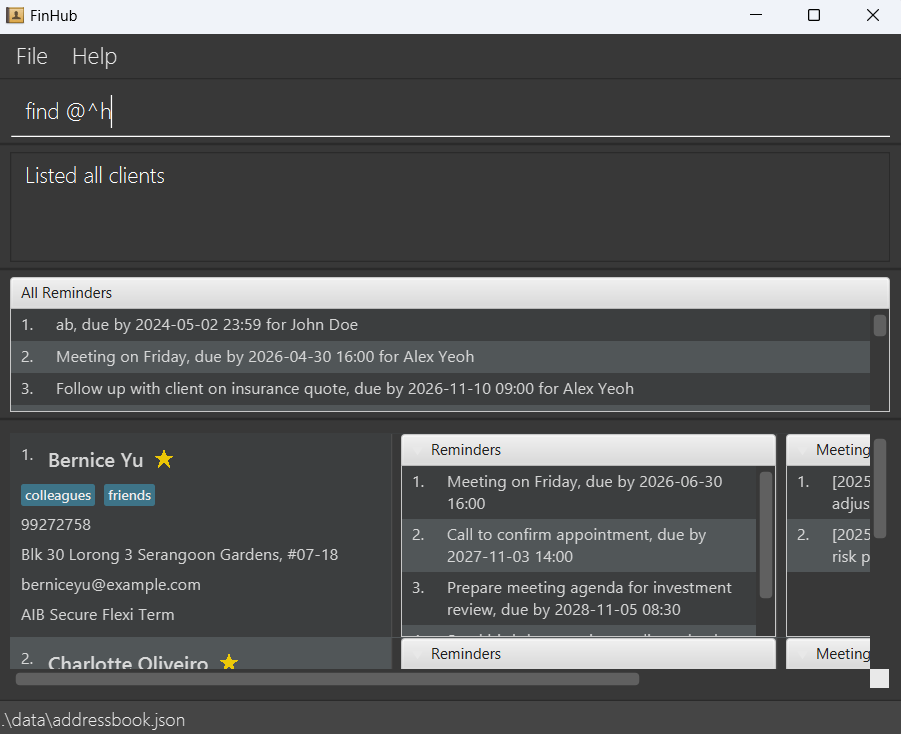 FinHub
File Help
find @^h
Listed all clients
All Reminders
1. ab, due by 2024-05-02 23:59 for John Doe
2. Meeting on Friday, due by 2026-04-30 16:00 for Alex Yeoh
3. Follow up with client on insurance quote, due by 2026-11-10 09:00 for Alex Yeoh
1. Bernice Yu
colleagues friends
99272758
Blk 30 Lorong 3 Serangoon Gardens, #07-18
berniceyu@example.com
AIB Secure Flexi Term
Reminders
1. Meeting on Friday, due by 2026-06-30
16:00
2. Call to confirm appointment, due by
2027-11-03 14:00
3. Prepare meeting agenda for investment
review, due by 2028-11-05 08:30
Meeting
1. [2025
adjus
2. [2025
risk p
2. Charlotte Oliveiro
Reminders
Meeting
.\data\addressbook.json